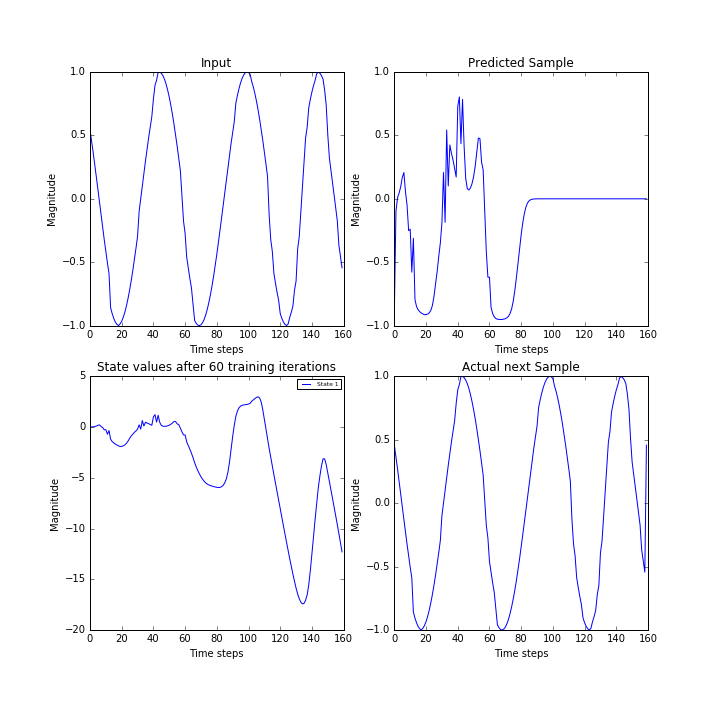 Input
Predicted Sample
1.0
0.5
0.0
−0.5
−1.0
Magnitude
0 20 40 60 80 100 120 140 160
Time steps
1.0
0.5
0.0
−0.5
−1.0
Magnitude
0 20 40 60 80 100 120 140 160
Time steps
State values after 60 training iterations
Actual next Sample
5
0
−5
−10
−15
−20
Magnitude
State 1
0 20 40 60 80 100 120 140 160
Time steps
1.0
0.5
0.0
−0.5
−1.0
Magnitude
0 20 40 60 80 100 120 140 160
Time steps